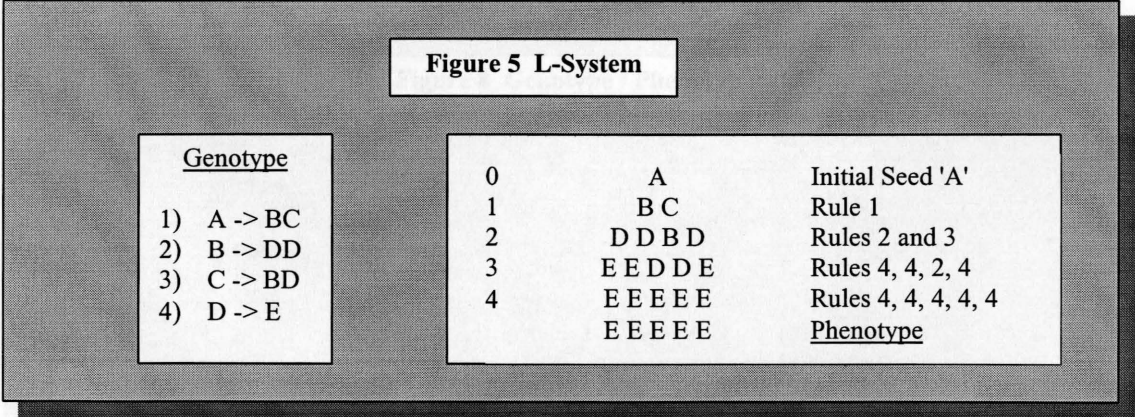 Figure 5 L-System
Genotype
1) A -> BC
2) B -> DD
3) C -> BD
4) D -> E
0 A Initial Seed 'A'
1 B C Rule 1
2 D D B D Rules 2 and 3
3 E E D D E Rules 4, 4, 2, 4
4 E E E E E Rules 4, 4, 4, 4, 4
E E E E E Phenotype